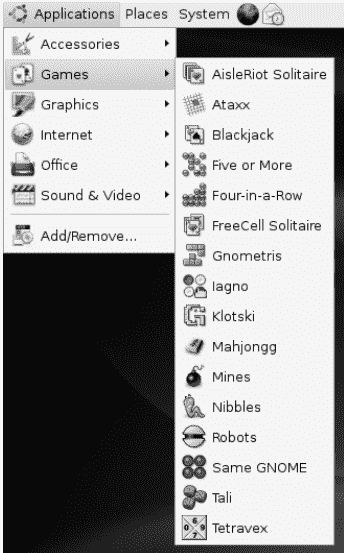 Applications Places System
Accessories
Games
Graphics
Internet
Office
Sound & Video
Add/Remove...
AisleRiot Solitaire
Ataxx
Blackjack
Five or More
Four-in-a-Row
FreeCell Solitaire
Gnometris
Iagno
Klotski
Mahjongg
Mines
Nibbles
Robots
Same GNOME
Tali
Tetravex